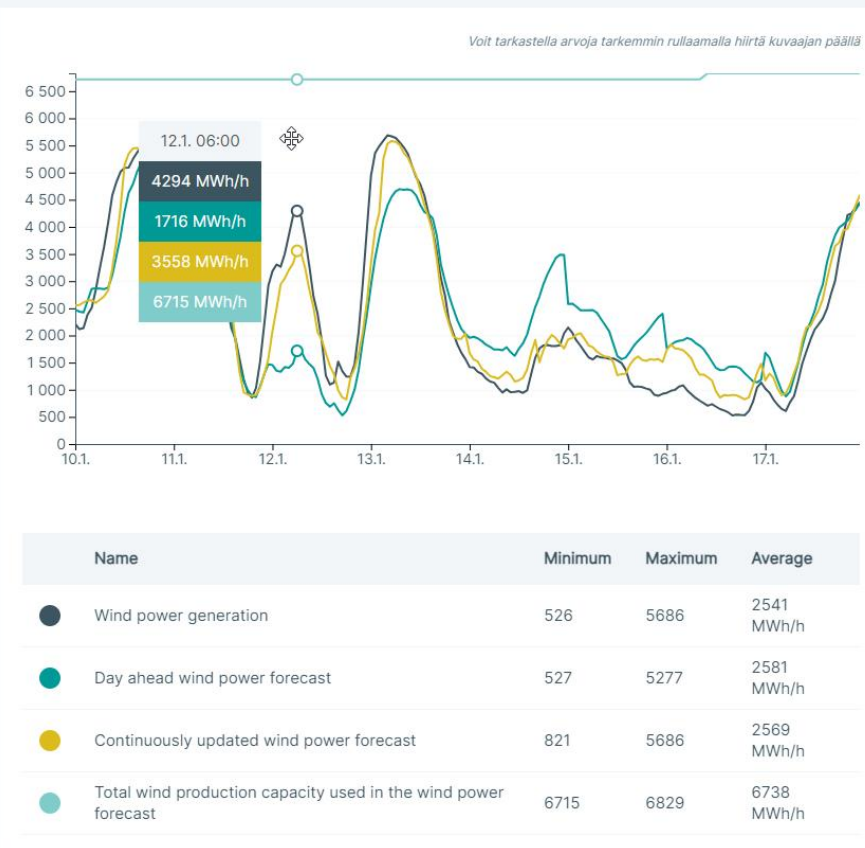 Voit tarkastella arvoja tarkemmin rullaamalla hiirtä kuvaajan päällä
6 500
6 000
5 500
5 000
4 500
4 000
3 500
3 000
2 500
2 000
1 500
1 000
500
0
12.1. 06:00
4294 MWh/h
1716 MWh/h
3558 MWh/h
6715 MWh/h
10.1. 11.1. 12.1. 13.1. 14.1. 15.1. 16.1. 17.1.
Name Minimum Maximum Average
Wind power generation 526 5686 2541
MWh/h
Day ahead wind power forecast 527 5277 2581
MWh/h
Continuously updated wind power forecast 821 5686 2569
MWh/h
Total wind production capacity used in the wind power
forecast 6715 6829 6738
MWh/h